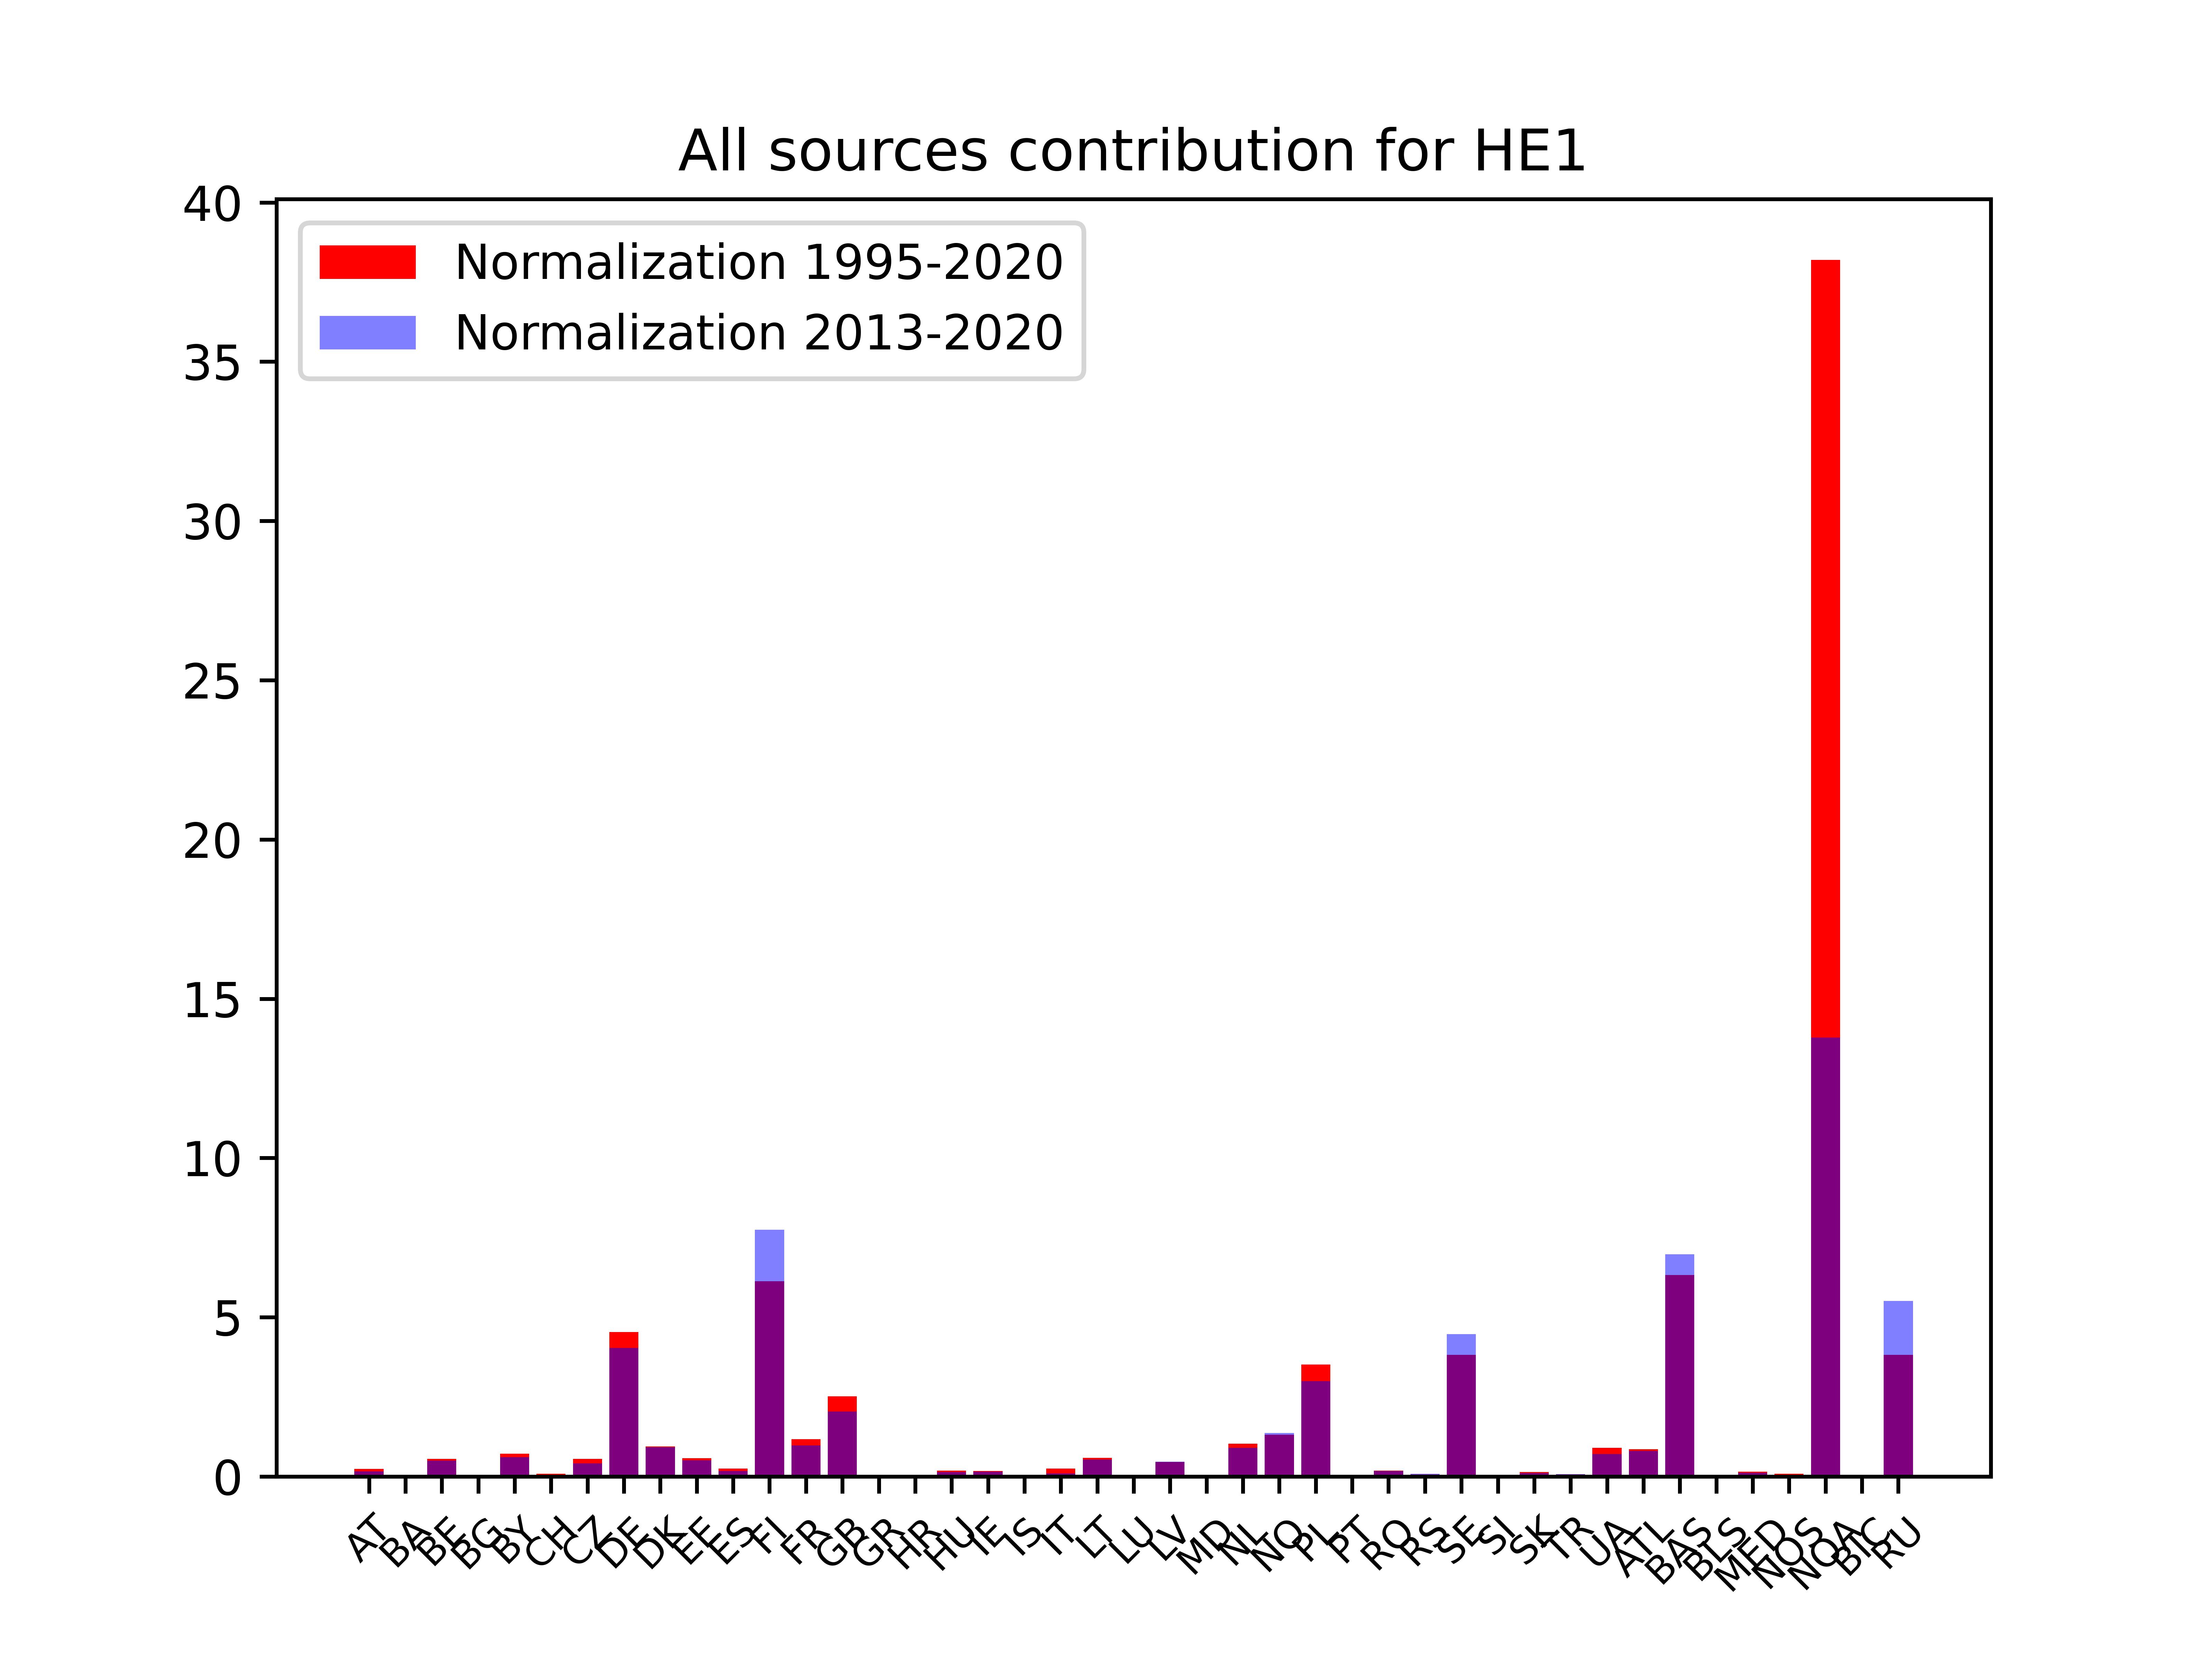 All sources contribution for HE1
40
35
30
25
20
15
10
5
0
Normalization 1995-2020
Normalization 2013-2020
AT
BA
BE
BG
BY
CH
CZ
DE
DK
EE
ES
FI
FR
GB
GR
HR
HU
IE
IS
IT
LT
LU
LV
MD
NL
NO
PL
PT
RO
RS
SE
SI
SK
TR
UA
ATL
BAS
BLS
MED
NOS
NOA
BIC
RU